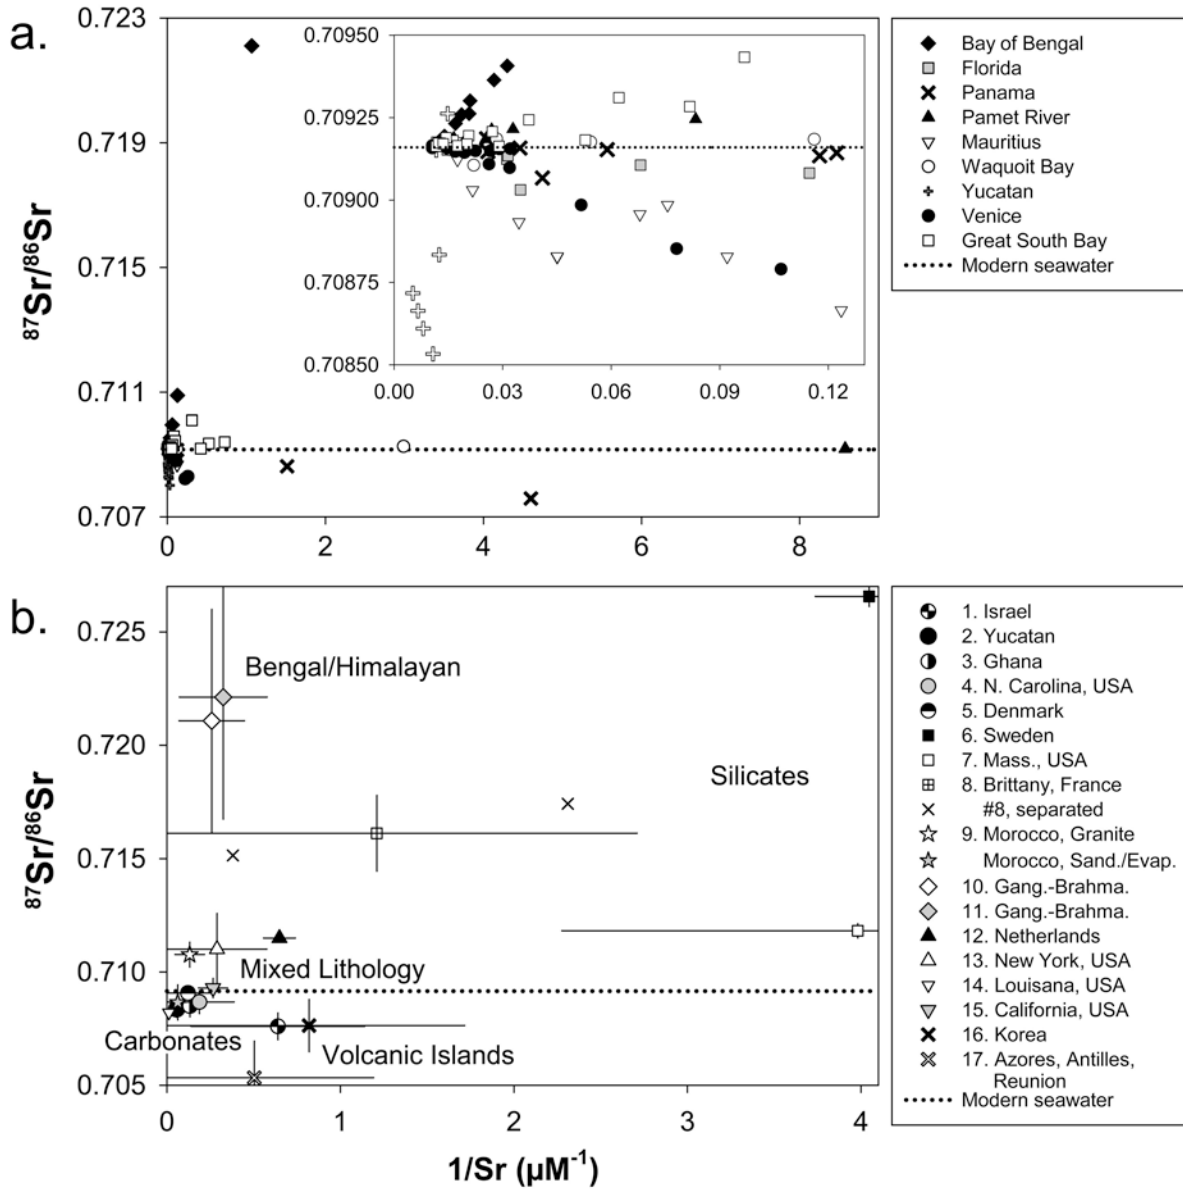 a.
0.723
0.719
0.715
0.711
0.707
87Sr/86Sr
0 2 4 6 8
0.70950
0.70925
0.70900
0.70875
0.70850
0.00 0.03 0.06 0.09 0.12
Bay of Bengal
Florida
Panama
Pamet River
Mauritius
Waquoit Bay
Yucatan
Venice
Great South Bay
Modern seawater
b.
0.725
0.720
0.715
0.710
0.705
87Sr/86Sr
Bengal/Himalayan
Silicates
Mixed Lithology
Carbonates
Volcanic Islands
0 1 2 3 4
1/Sr (µM-1)
1. Israel
2. Yucatan
3. Ghana
4. N. Carolina, USA
5. Denmark
6. Sweden
7. Mass., USA
8. Brittany, France
#8, separated
9. Morocco, Granite
Morocco, Sand./Evap.
10. Gang.-Brahma.
11. Gang.-Brahma.
12. Netherlands
13. New York, USA
14. Louisana, USA
15. California, USA
16. Korea
17. Azores, Antilles,
Reunion
Modern seawater